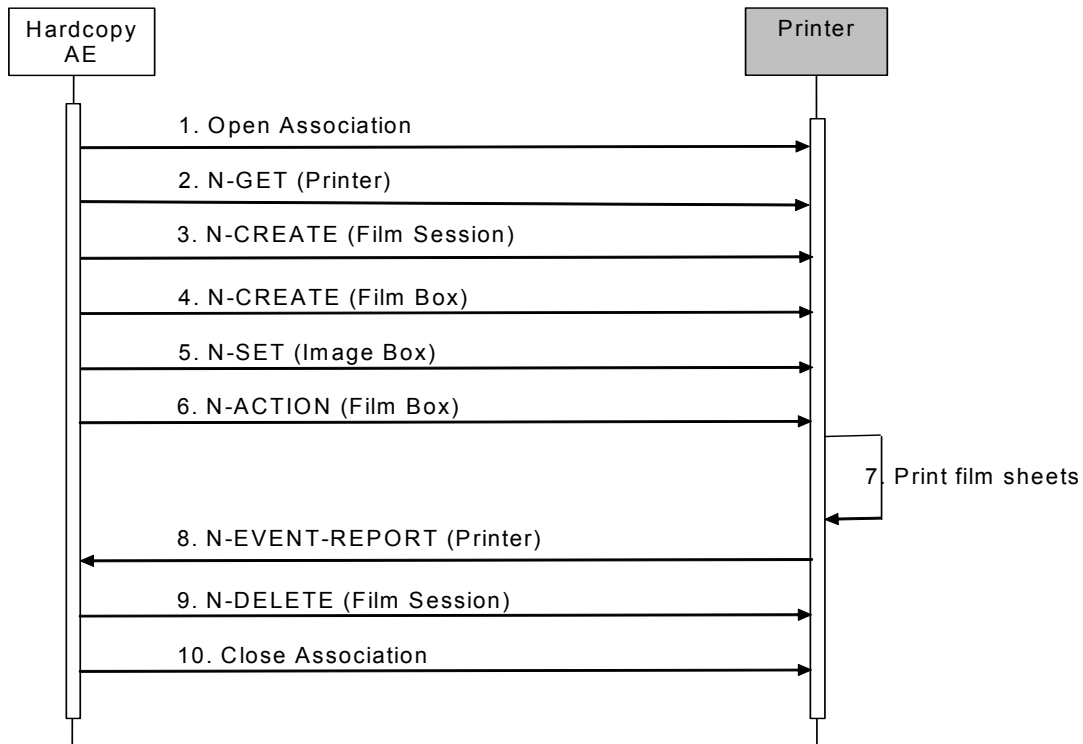 Hardcopy
AE
Printer
1. Open Association
2. N-GET (Printer)
3. N-CREATE (Film Session)
4. N-CREATE (Film Box)
5. N-SET (Image Box)
6. N-ACTION (Film Box)
7. Print film sheets
8. N-EVENT-REPORT (Printer)
9. N-DELETE (Film Session)
10. Close Association